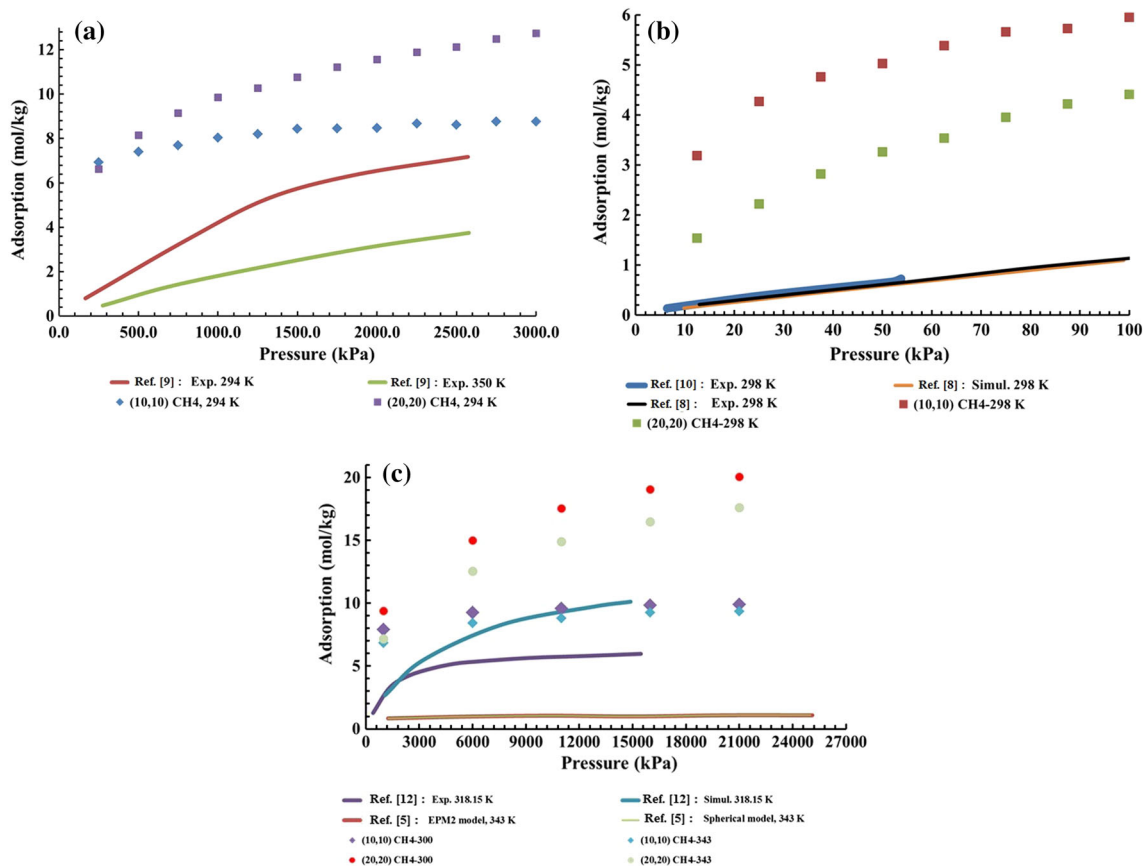 (a)
Adsorption (mol/kg)
12
10
8
6
4
2
0
0.0 500.0 1000.0 1500.0 2000.0 2500.0 3000.0
Pressure (kPa)
Ref. [9] : Exp. 294 K
Ref. [9] : Exp. 350 K
(10,10) CH4, 294 K
(20,20) CH4, 294 K
(b)
Adsorption (mol/kg)
6
5
4
3
2
1
0
0 10 20 30 40 50 60 70 80 90 100
Pressure (kPa)
Ref. [10] : Exp. 298 K
Ref. [8] : Simul. 298 K
Ref. [8] : Exp. 298 K
(10,10) CH4-298 K
(20,20) CH4-298 K
(c)
Adsorption (mol/kg)
20
15
10
5
0
0 3000 6000 9000 12000 15000 18000 21000 24000 27000
Pressure (kPa)
Ref. [12] : Exp. 318.15 K
Ref. [12] : Simul. 318.15 K
Ref. [5] : EPM2 model, 343 K
Ref. [5] : Spherical model, 343 K
(10,10) CH4-300
(10,10) CH4-343
(20,20) CH4-300
(20,20) CH4-343